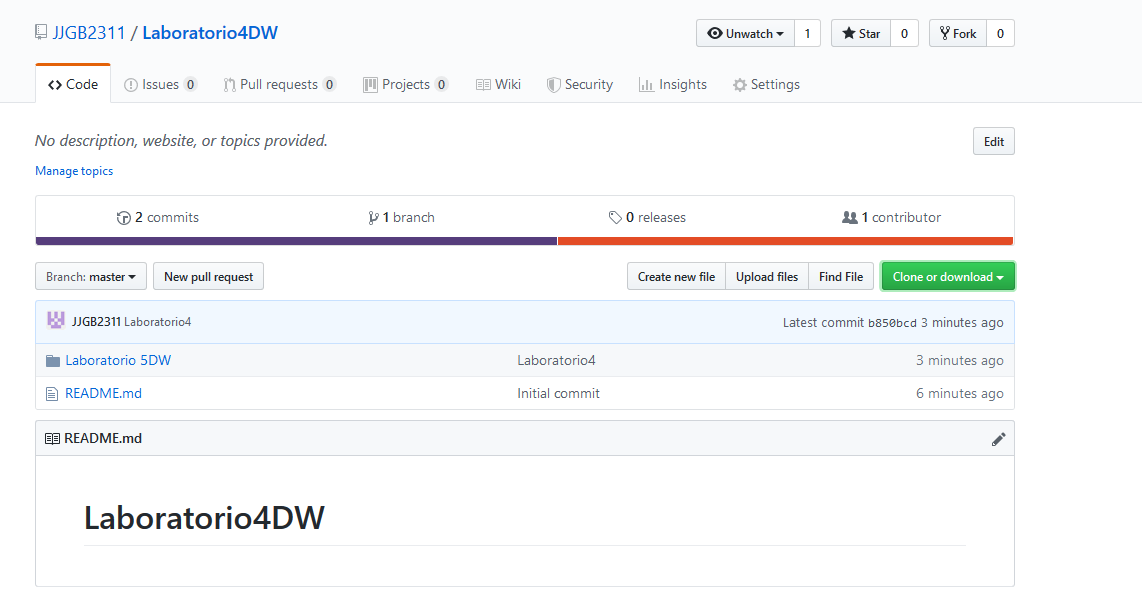 JJGB2311 / Laboratorio4DW
Unwatch 1 Star 0 Fork 0
Code Issues 0 Pull requests 0 Projects 0 Wiki Security Insights Settings
No description, website, or topics provided. Edit
Manage topics
2 commits 1 branch 0 releases 1 contributor
Branch: master New pull request Create new file Upload files Find File Clone or download
JJGB2311 Laboratorio4 Latest commit b850bcd 3 minutes ago
Laboratorio 5DW Laboratorio4 3 minutes ago
README.md Initial commit 6 minutes ago
README.md
Laboratorio4DW